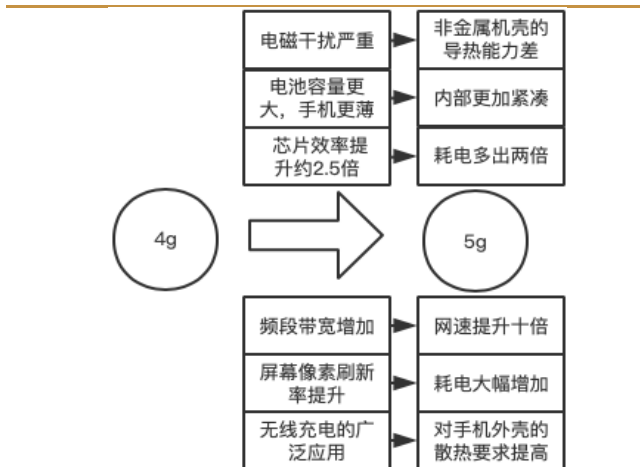 电磁干扰严重
非金属机壳的
导热能力差
电池容量更
大，手机更薄
内部更加紧凑
芯片效率提
升约2.5倍
耗电多出两倍
4g
5g
频段带宽增加
网速提升十倍
屏幕像素刷新
率提升
耗电大幅增加
无线充电的广
泛应用
对手机外壳的
散热要求提高